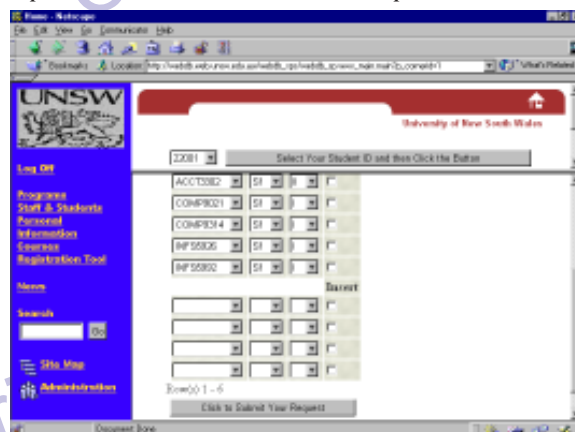 Home - Netscape
File Edit View Go Communicator Help
Bookmarks Location
What's Related
UNSW
University of New South Wales
Log Off
22001
Select Your Student ID and then Click the Button
Programs
Staff & Students
Personal
Information
Courses
Registration Tool
ACCT5002 S1
COMP9021 S1
COMP9314 S1
S1
S1
News
Insert
Search
Go
Site Map
Administration
Row(s) 1 - 6
Click to Submit Your Request
Document Done